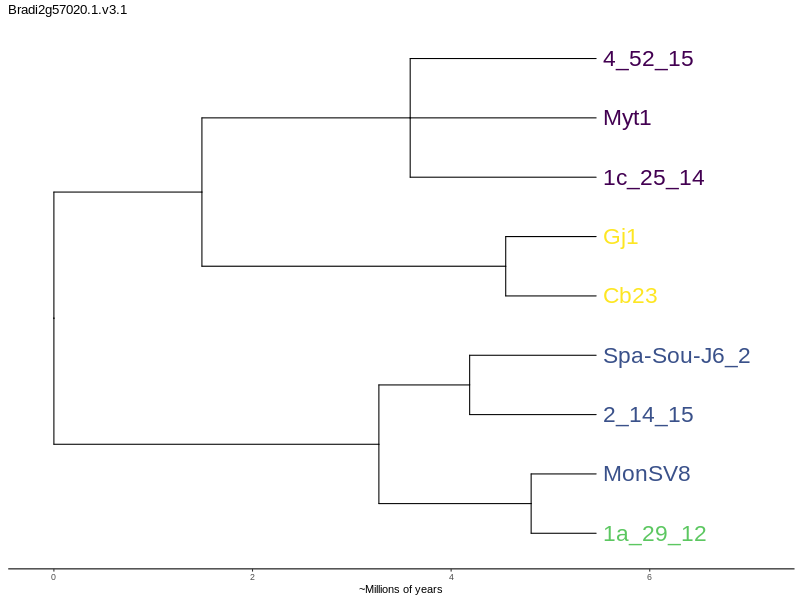 Bradi2g57020.1.v3.1
4_52_15
Myt1
1c_25_14
Gj1
Cb23
Spa-Sou-J6_2
2_14_15
MonSV8
1a_29_12
0 2 4 6
~Millions of years